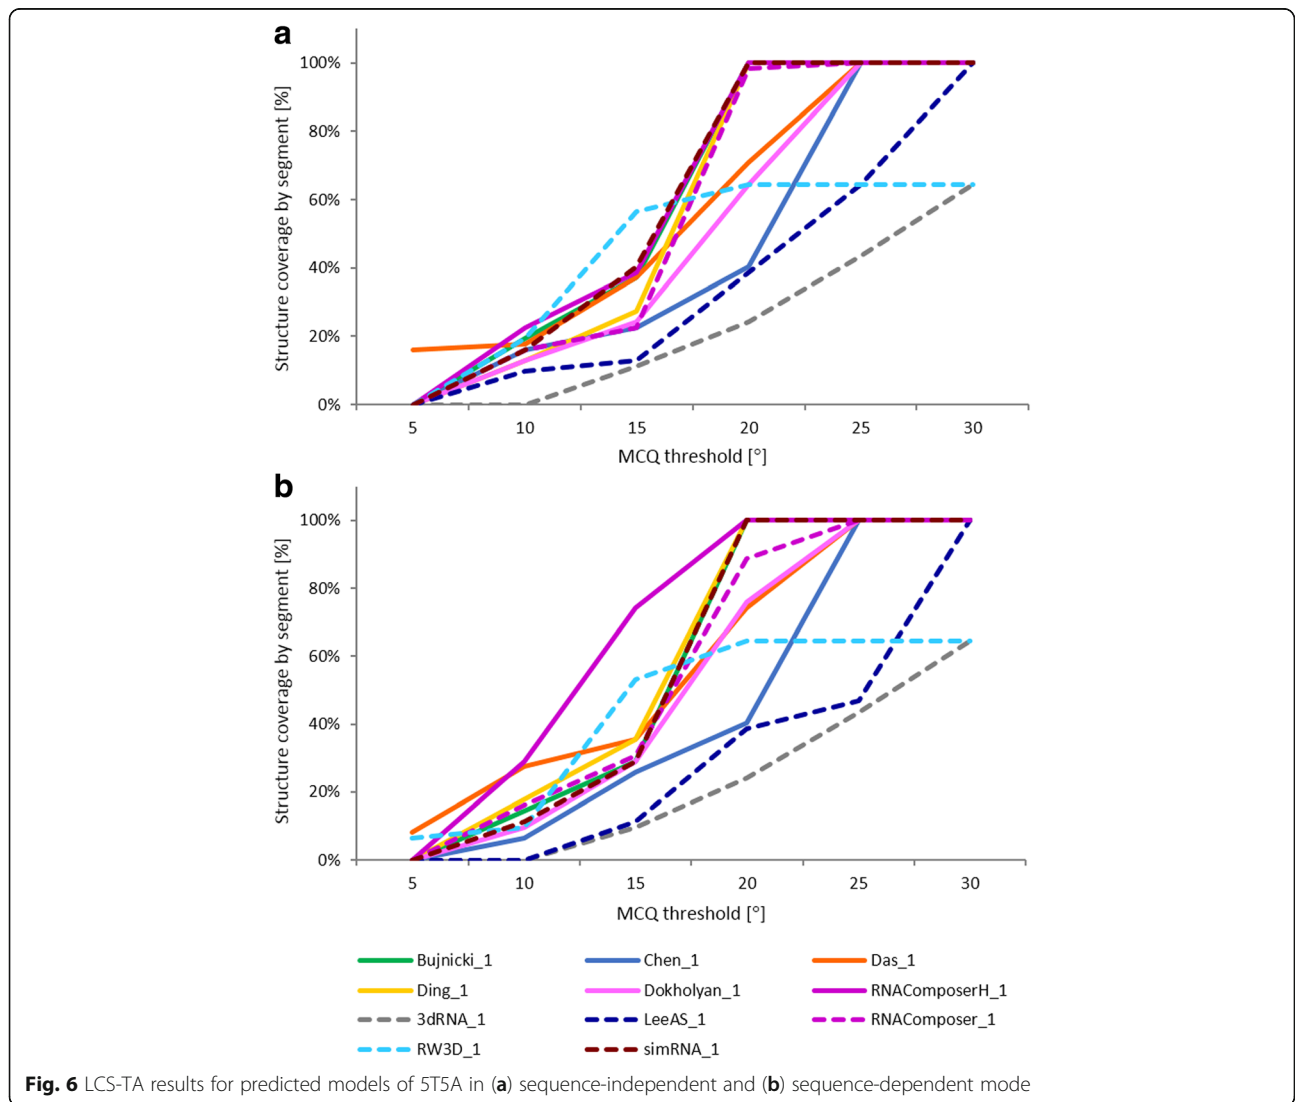 a
Structure coverage by segment [%]
100%
80%
60%
40%
20%
0%
5 10 15 20 25 30
MCQ threshold [°]
b
Structure coverage by segment [%]
100%
80%
60%
40%
20%
0%
5 10 15 20 25 30
MCQ threshold [°]
Bujnicki_1 Chen_1 Das_1
Ding_1 Dokholyan_1 RNAComposerH_1
3dRNA_1 LeeAS_1 RNAComposer_1
RW3D_1 simRNA_1
Fig. 6 LCS-TA results for predicted models of 5T5A in (a) sequence-independent and (b) sequence-dependent mode